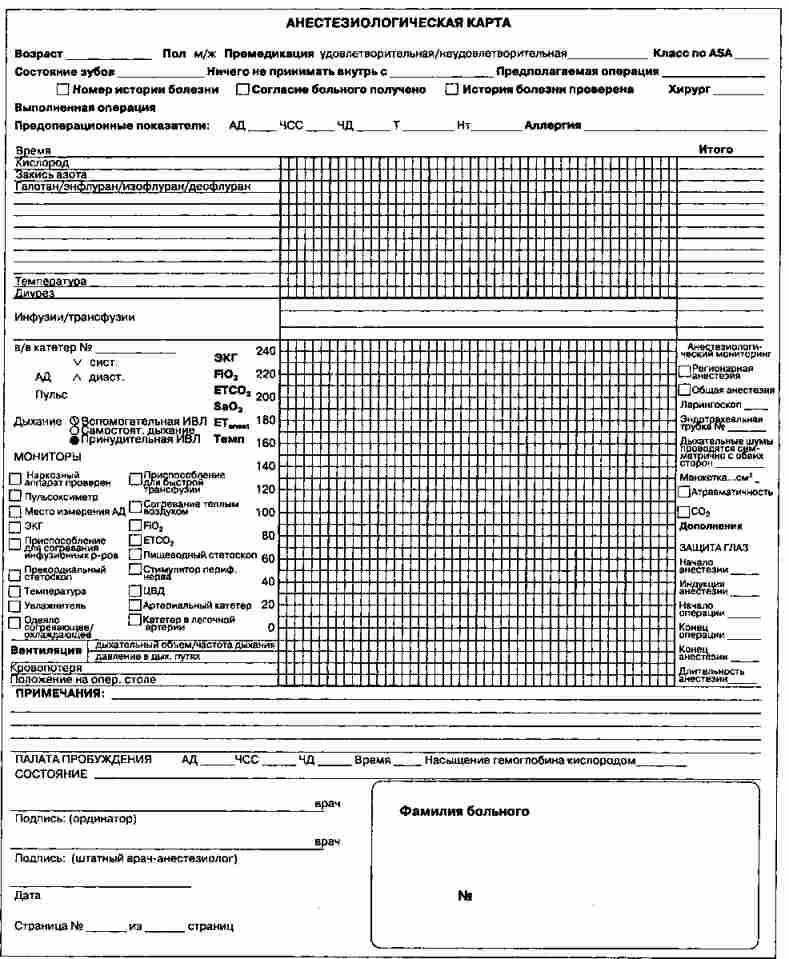 АНЕСТЕЗИОЛОГИЧЕСКАЯ КАРТА
Возраст Пол м/ж Премедикация удовлетворительная/неудовлетворительная Класс по ASA
Состояние зубов Ничего не принимать внутрь с Предполагаемая операция
Номер истории болезни Согласие больного получено История болезни проверена Хирург
Выполненная операция
Предоперационные показатели: АД ЧСС ЧД Т Нт Аллергия
Время Итого
Кислород
Закись азота
Галотан/энфлуран/изофлуран/десфлуран
Температура
Диурез
Инфузии/трансфузии
в/в катетер №
v сист.
АД ʌ диаст.
Пульс
Дыхание Вспомогательная ИВЛ
Самостоят. дыхание
Принудительная ИВЛ
ЭКГ
FiO₂
ETCO₂
SaO₂
ET
Темп
240
220
200
180
160
140
120
100
80
60
40
20
0
МОНИТОРЫ
Наркозный аппарат проверен
Пульсоксиметр
Место измерения АД
ЭКГ
Приспособление для согревания инфузионных р-ров
Прекордиальный стетоскоп
Температура
Увлажнитель
Одеяло согревающее/охлаждающее
Приспособление для быстрой трансфузии
Согревание теплым воздухом
FiO₂
ETCO₂
Пищеводный стетоскоп
Стимулятор периф. нерва
ЦВД
Артериальный катетер
Катетер в легочной артерии
Анестезиологический мониторинг
Регионарная анестезия
Общая анестезия
Ларингоскоп
Эндотрахеальная трубка №
Дыхательные шумы проводятся симметрично с обеих сторон
Манжетка...см³
Атравматичность
CO₂
Дополнения
ЗАЩИТА ГЛАЗ
Начало анестезии
Индукция анестезии
Начало операции
Конец операции
Конец анестезии
Длительность анестезии
Вентиляция дыхательный объем/частота дыхания
давление в дых. путях
Кровопотеря
Положение на опер. столе
ПРИМЕЧАНИЯ:
ПАЛАТА ПРОБУЖДЕНИЯ АД ЧСС ЧД Время Насыщение гемоглобина кислородом
СОСТОЯНИЕ
врач
Подпись: (ординатор)
врач
Подпись: (штатный врач-анестезиолог)
Дата
Страница № из страниц
Фамилия больного
№